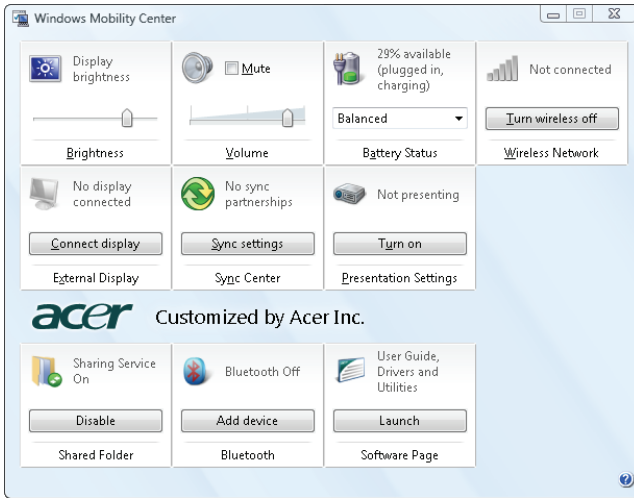 Windows Mobility Center
Display
brightness
Brightness
Mute
Volume
29% available
(plugged in,
charging)
Balanced
Battery Status
Not connected
Turn wireless off
Wireless Network
No display
connected
Connect display
External Display
No sync
partnerships
Sync settings
Sync Center
Not presenting
Turn on
Presentation Settings
acer Customized by Acer Inc.
Sharing Service
On
Disable
Shared Folder
Bluetooth Off
Add device
Bluetooth
User Guide,
Drivers and
Utilities
Launch
Software Page
?